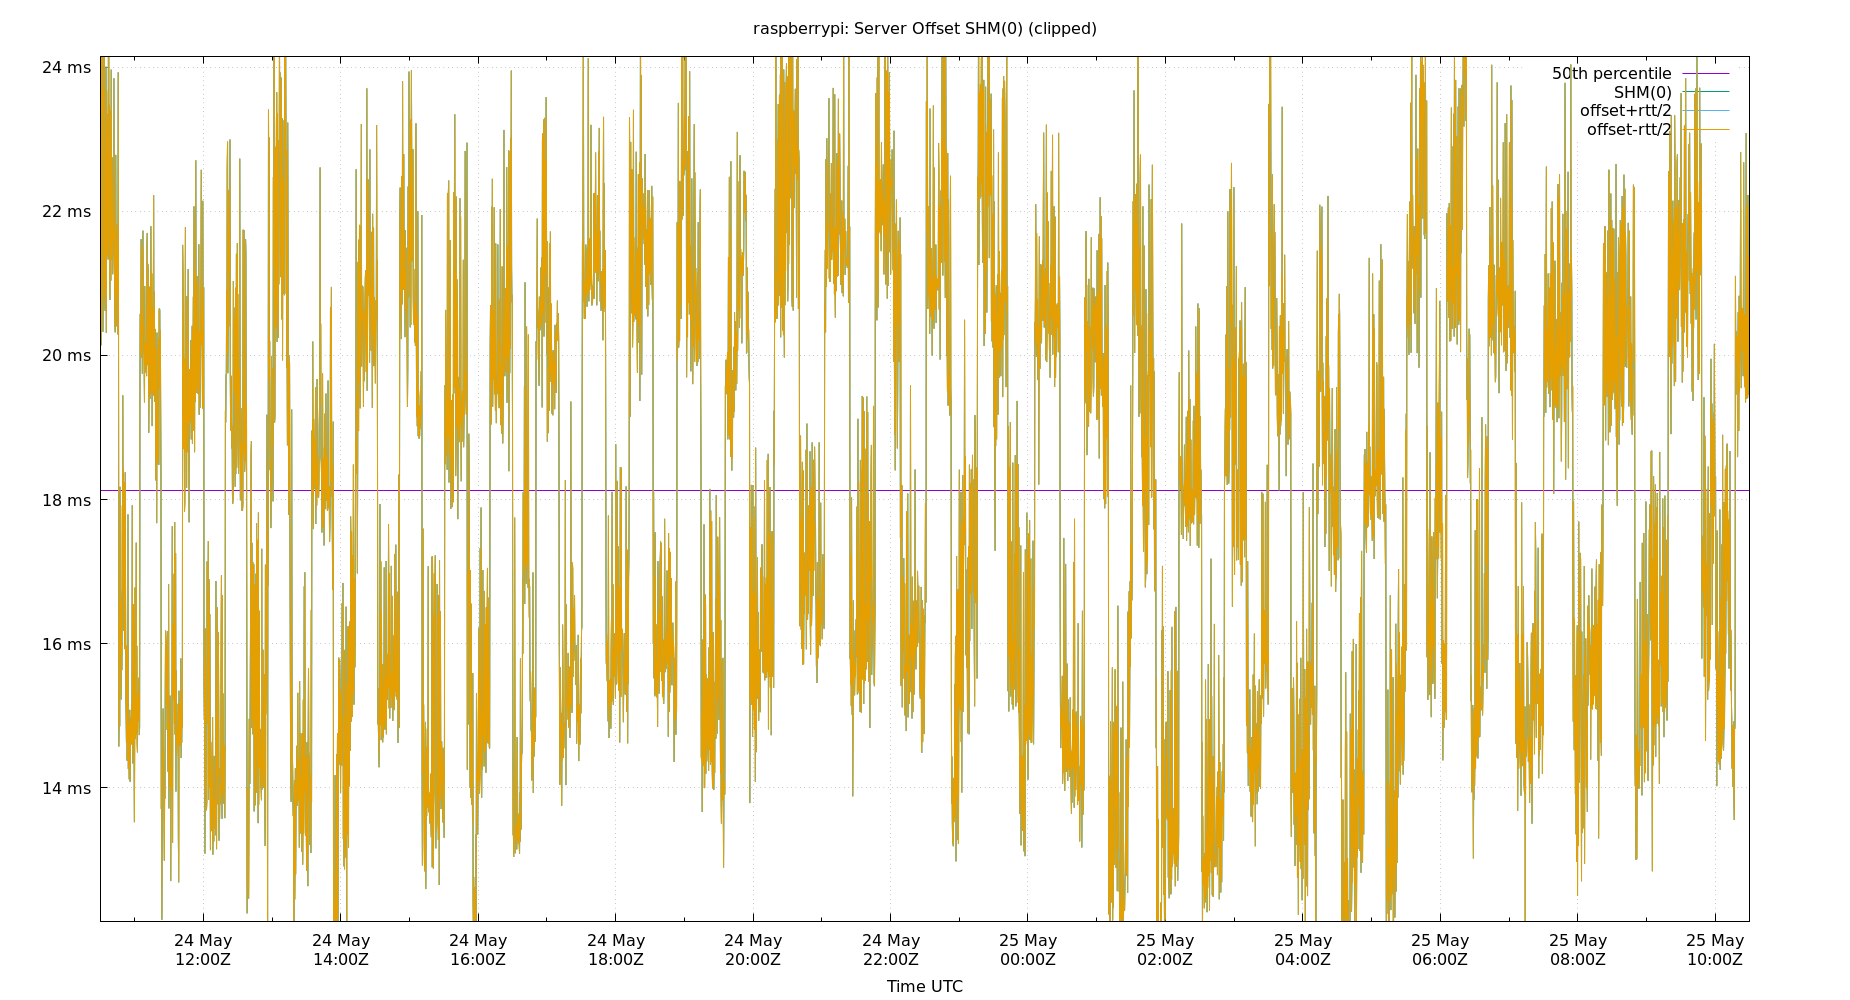 raspberrypi: Server Offset SHM(0) (clipped)
24 ms
22 ms
20 ms
18 ms
16 ms
14 ms
50th percentile
SHM(0)
offset+rtt/2
offset-rtt/2
24 May 24 May 24 May 24 May 24 May 24 May 25 May 25 May 25 May 25 May 25 May 25 May
12:00Z 14:00Z 16:00Z 18:00Z 20:00Z 22:00Z 00:00Z 02:00Z 04:00Z 06:00Z 08:00Z 10:00Z
Time UTC